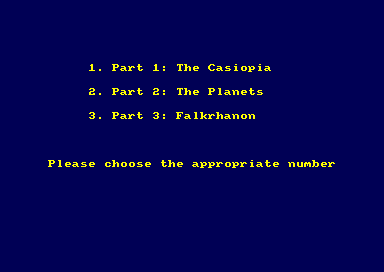 1. Part 1: The Casiopia
2. Part 2: The Planets
3. Part 3: Falkrhanon
Please choose the appropriate number